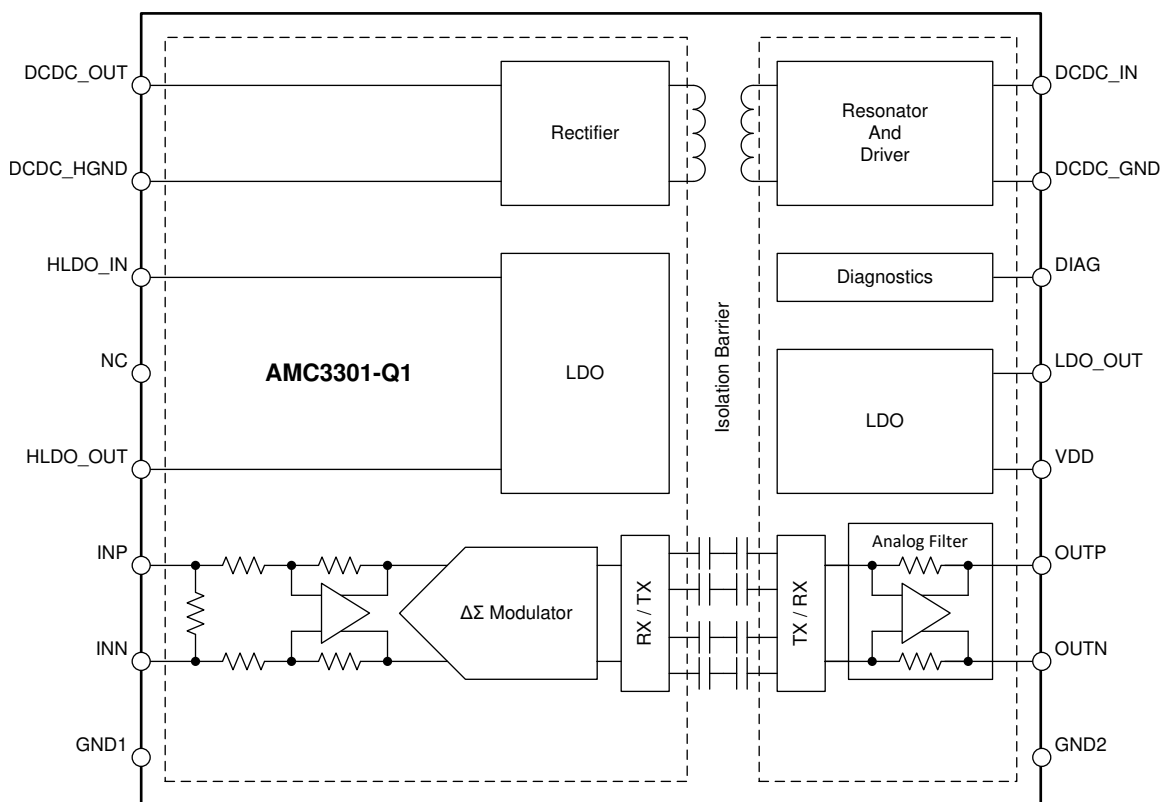 DCDC_OUT
DCDC_HGND
HLDO_IN
NC
HLDO_OUT
INP
INN
GND1
Rectifier
AMC3301-Q1
LDO
ΔΣ Modulator
RX / TX
Isolation Barrier
Resonator
And
Driver
Diagnostics
LDO
TX / RX
Analog Filter
DCDC_IN
DCDC_GND
DIAG
LDO_OUT
VDD
OUTP
OUTN
GND2